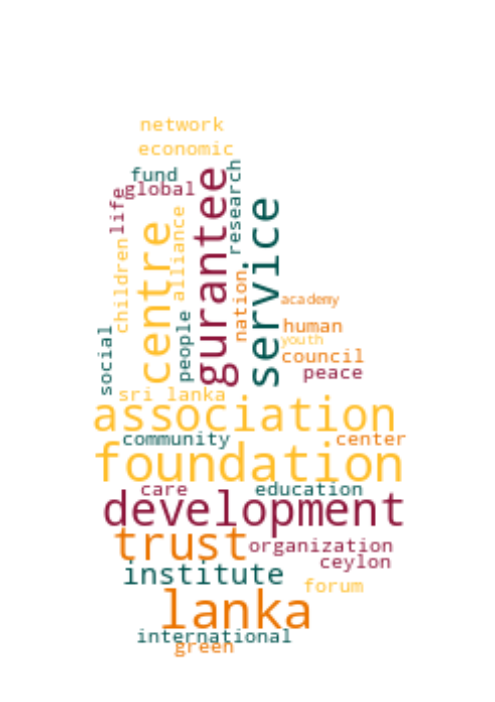 network
economic
fund
global
life
research
gurantee
centre
alliance
service
children
nation
people
social
academy
human
youth
council
peace
sri lanka
association
community
center
foundation
care
education
development
trust
organization
ceylon
institute
forum
lanka
international
green